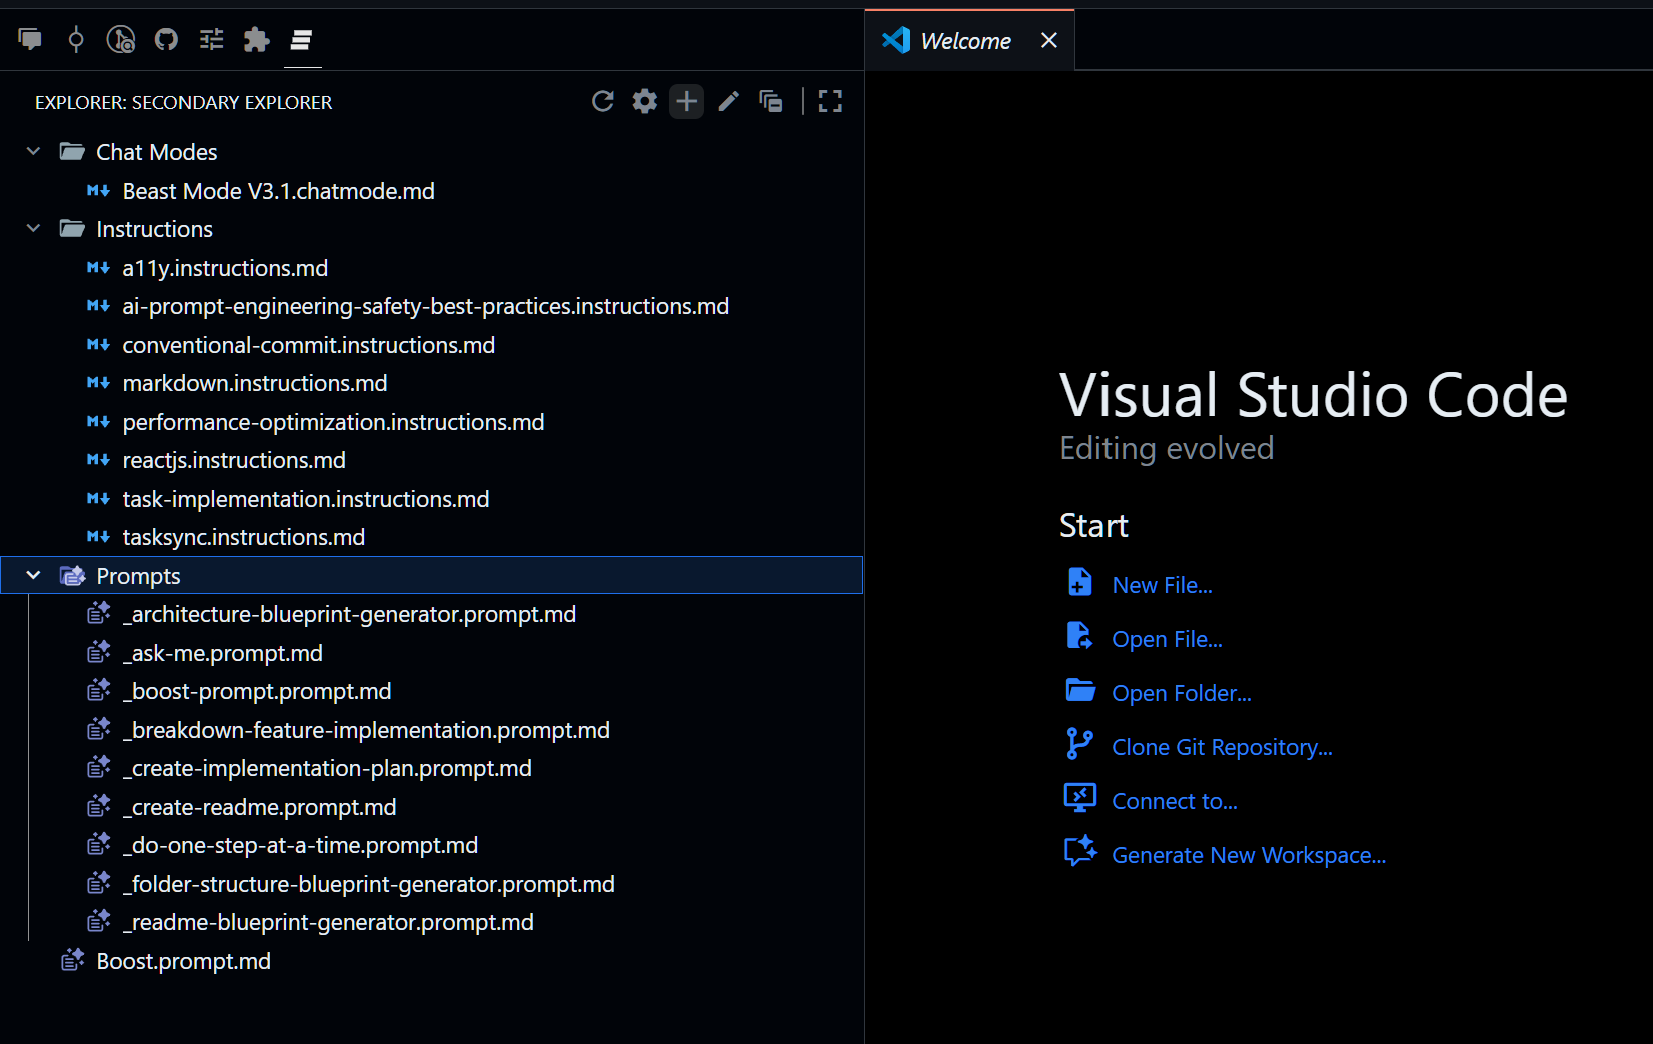 Welcome
EXPLORER: SECONDARY EXPLORER
Chat Modes
Beast Mode V3.1.chatmode.md
Instructions
a11y.instructions.md
ai-prompt-engineering-safety-best-practices.instructions.md
conventional-commit.instructions.md
markdown.instructions.md
performance-optimization.instructions.md
reactjs.instructions.md
task-implementation.instructions.md
tasksync.instructions.md
Prompts
_architecture-blueprint-generator.prompt.md
_ask-me.prompt.md
_boost-prompt.prompt.md
_breakdown-feature-implementation.prompt.md
_create-implementation-plan.prompt.md
_create-readme.prompt.md
_do-one-step-at-a-time.prompt.md
_folder-structure-blueprint-generator.prompt.md
_readme-blueprint-generator.prompt.md
Boost.prompt.md
Visual Studio Code
Editing evolved
Start
New File...
Open File...
Open Folder...
Clone Git Repository...
Connect to...
Generate New Workspace...